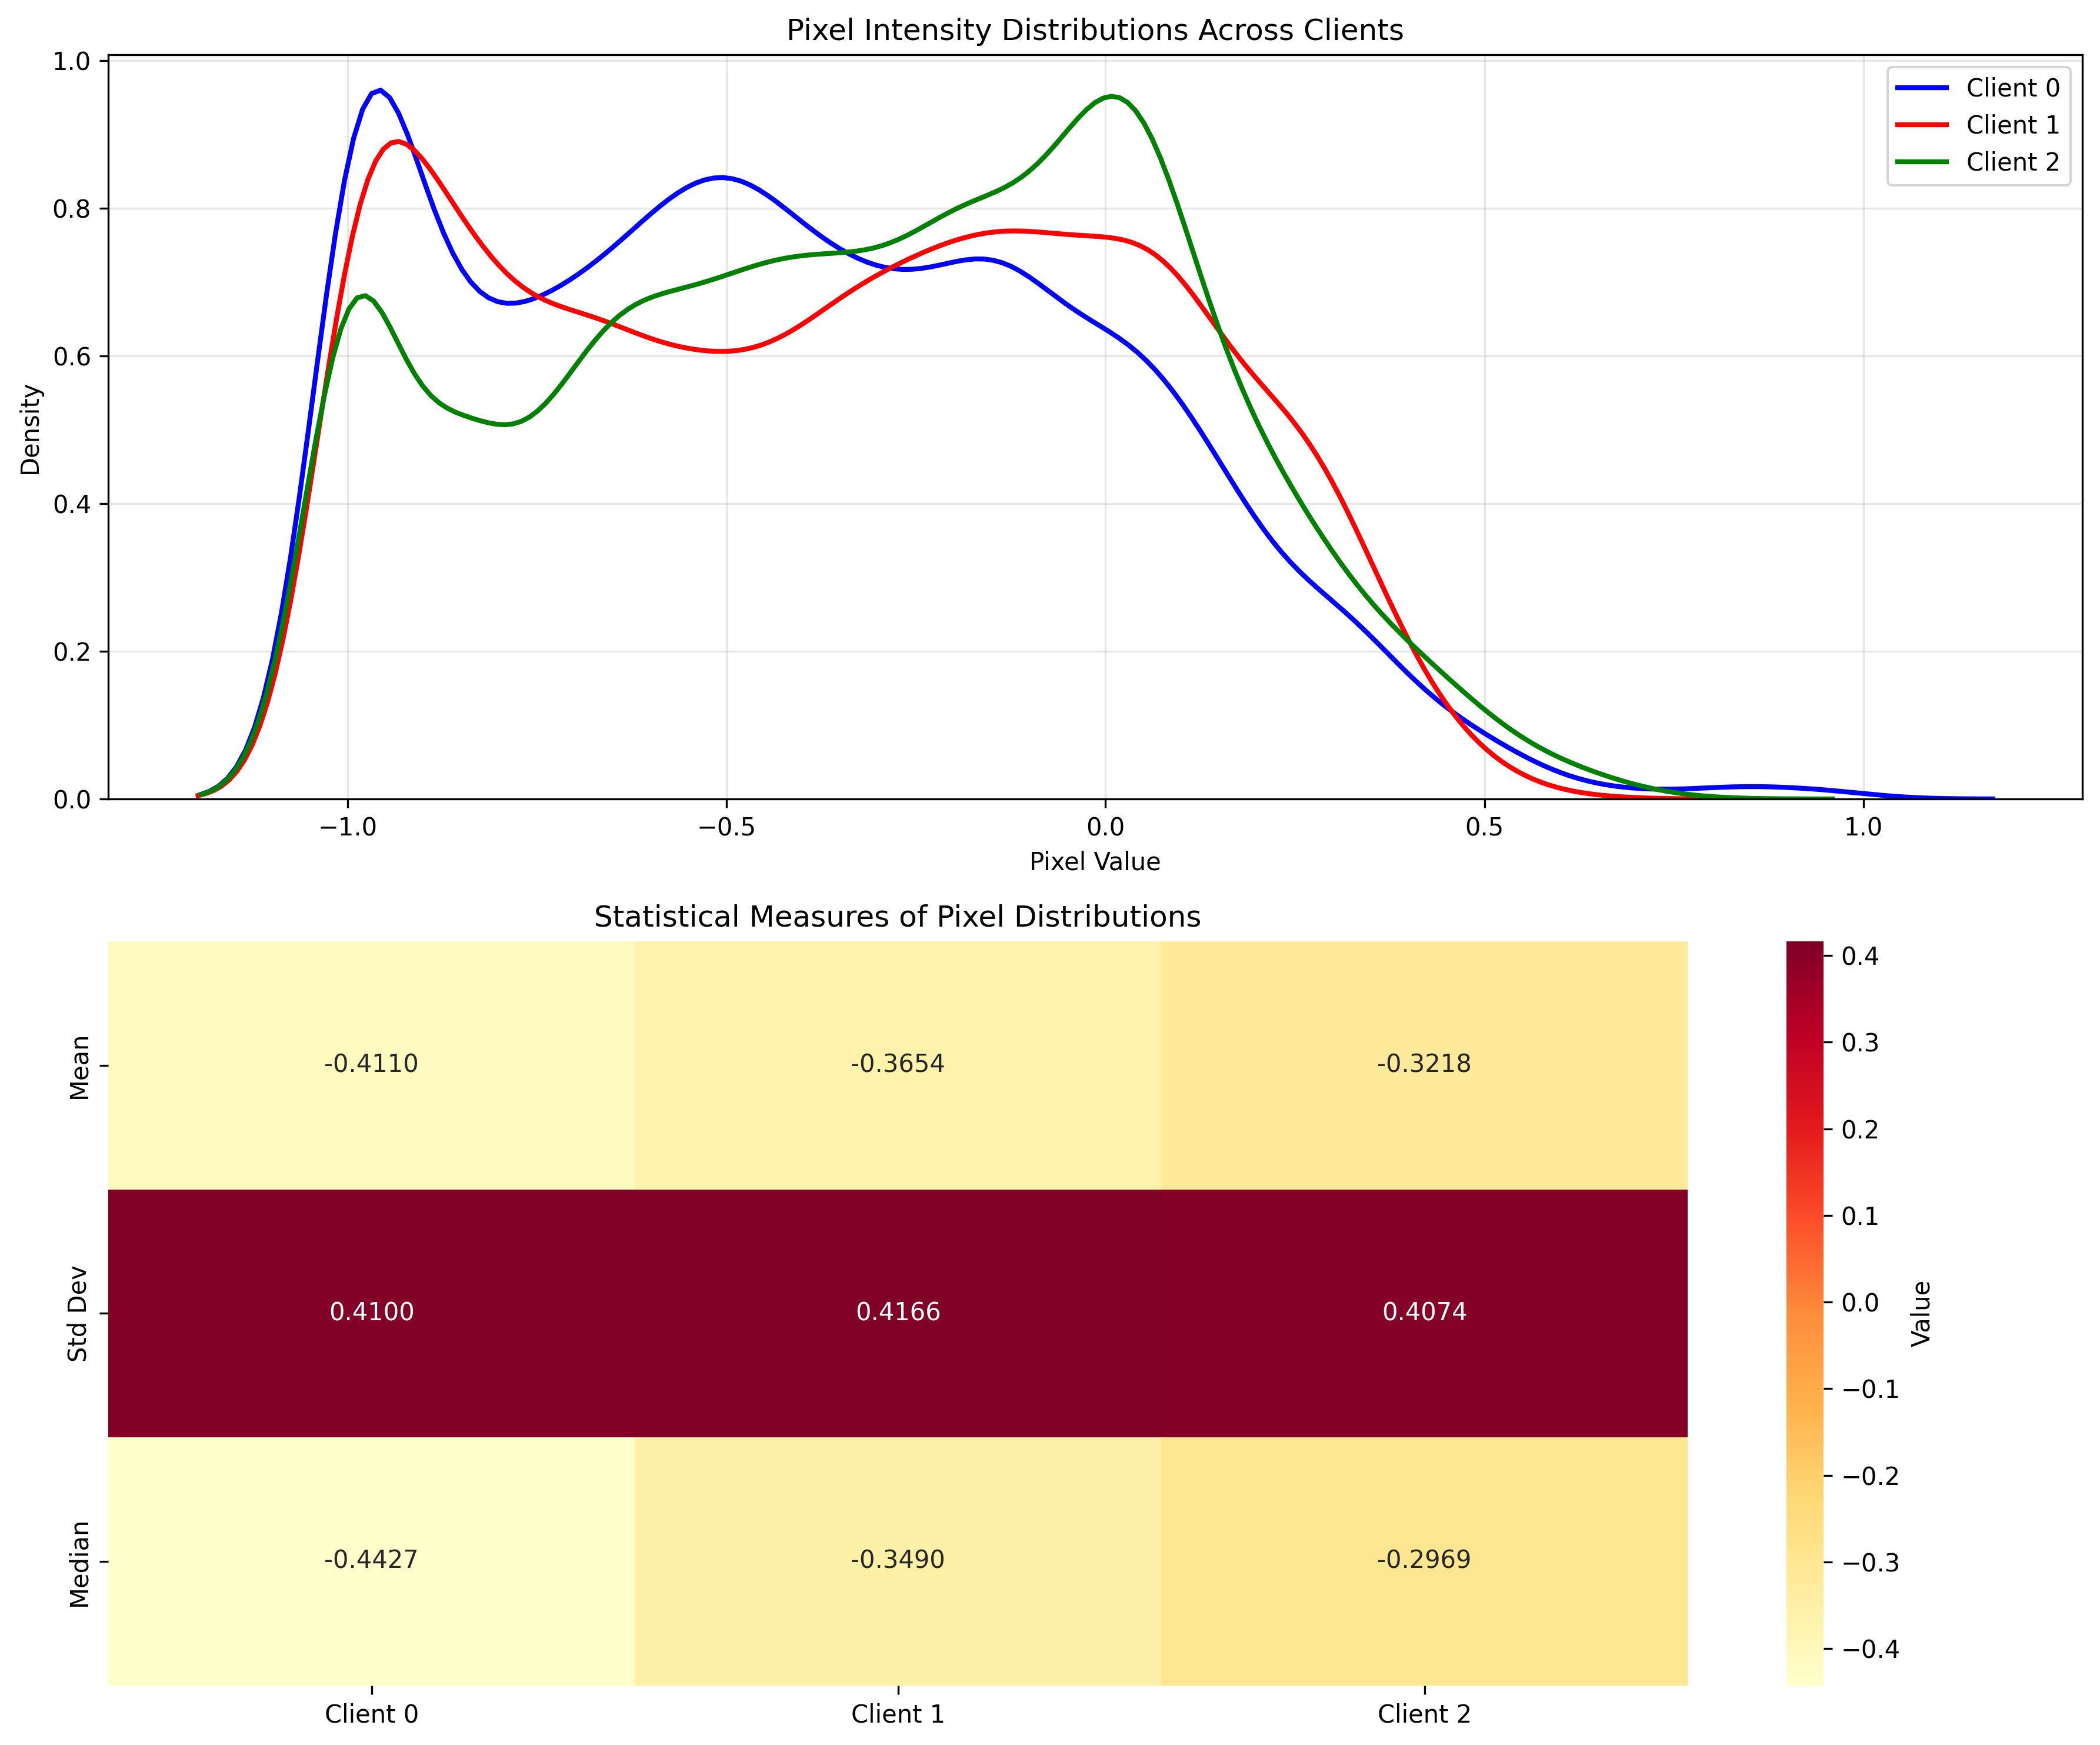 Pixel Intensity Distributions Across Clients
1.0
0.8
0.6
0.4
0.2
0.0
Density
Client 0
Client 1
Client 2
−1.0
−0.5
0.0
0.5
1.0
Pixel Value
Statistical Measures of Pixel Distributions
Mean
-0.4110
-0.3654
-0.3218
Std Dev
0.4100
0.4166
0.4074
Median
-0.4427
-0.3490
-0.2969
Client 0
Client 1
Client 2
0.4
0.3
0.2
0.1
0.0
−0.1
−0.2
−0.3
−0.4
Value